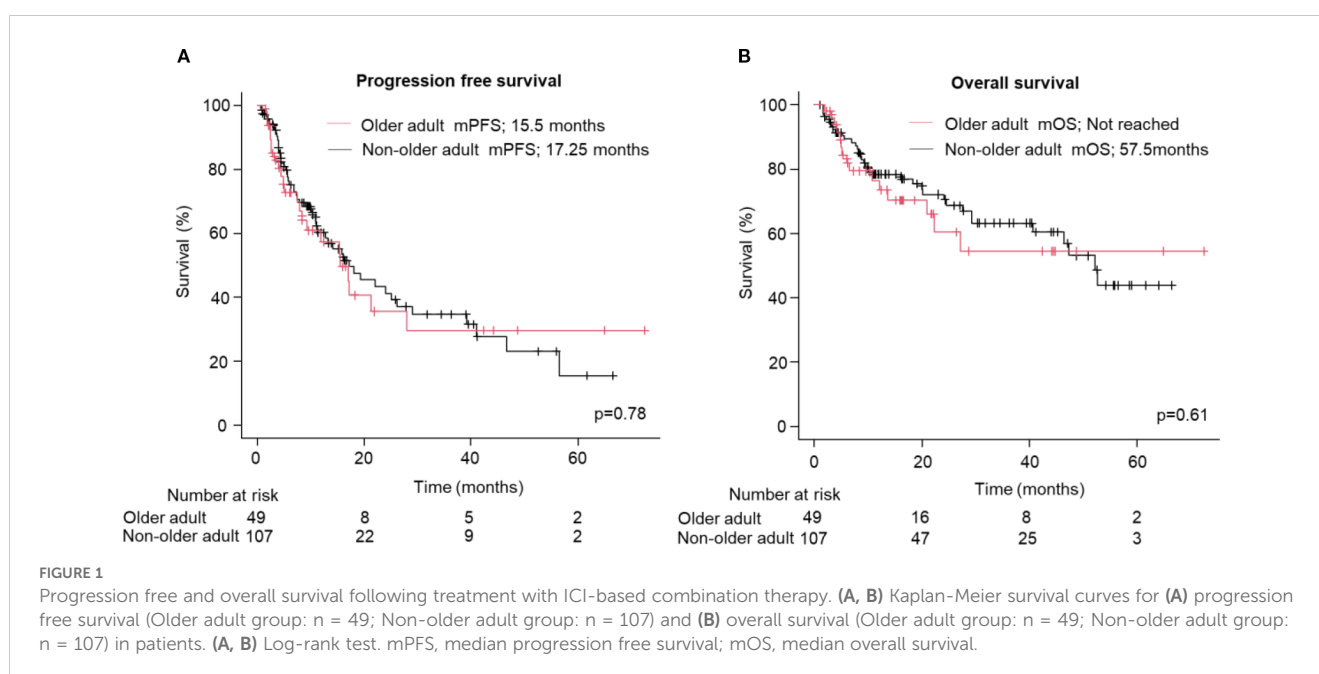 A
Progression free survival
100
80
60
40
20
0
Survival (%)
Older adult mPFS; 15.5 months
Non-older adult mPFS; 17.25 months
p=0.78
0 20 40 60
Time (months)
Number at risk
Older adult 49 8 5 2
Non-older adult 107 22 9 2
B
Overall survival
100
80
60
40
20
0
Survival (%)
Older adult mOS; Not reached
Non-older adult mOS; 57.5months
p=0.61
0 20 40 60
Time (months)
Number at risk
Older adult 49 16 8 2
Non-older adult 107 47 25 3
FIGURE 1
Progression free and overall survival following treatment with ICI-based combination therapy. (A, B) Kaplan-Meier survival curves for (A) progression
free survival (Older adult group: n = 49; Non-older adult group: n = 107) and (B) overall survival (Older adult group: n = 49; Non-older adult group:
n = 107) in patients. (A, B) Log-rank test. mPFS, median progression free survival; mOS, median overall survival.